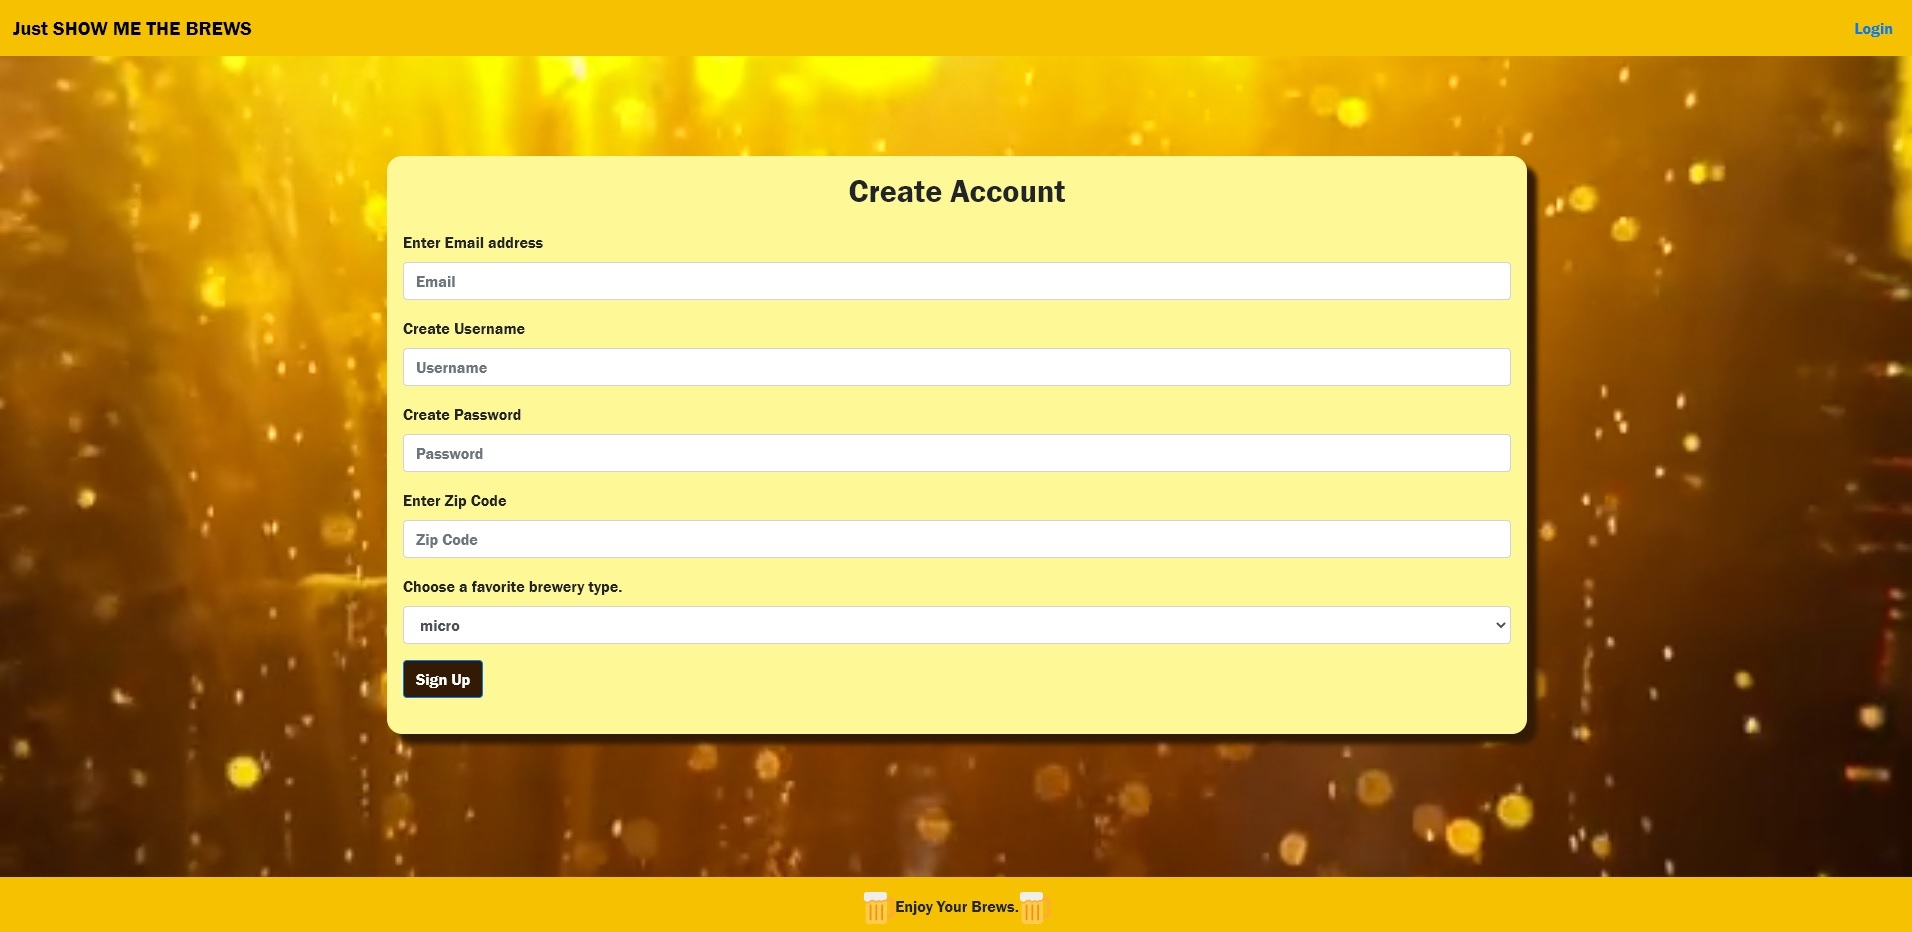 Just SHOW ME THE BREWS
Login
Create Account
Enter Email address
Email
Create Username
Username
Create Password
Password
Enter Zip Code
Zip Code
Choose a favorite brewery type.
micro
Sign Up
Enjoy Your Brews.